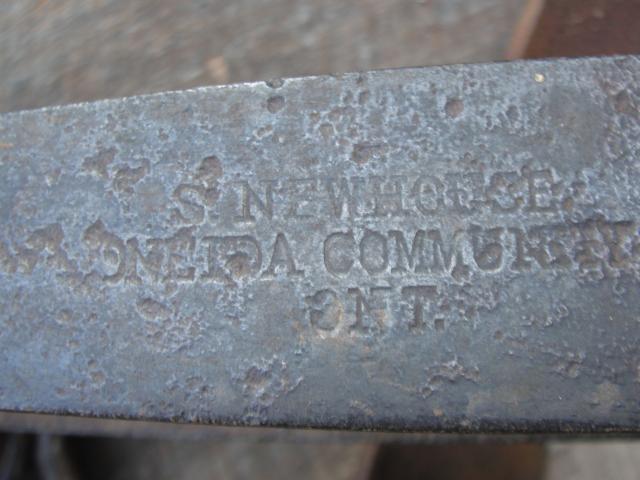 S. NEWHOUSE
ONEIDA COMMUNITY
ONT.